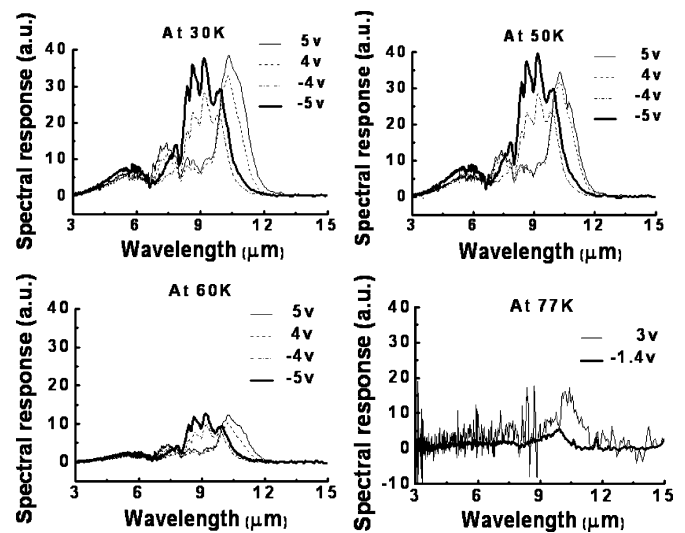 At 30K
5v
4v
-4v
-5v
Spectral response (a.u.)
40
30
20
10
0
3 6 9 12 15
Wavelength (μm)
At 50K
5v
4v
-4v
-5v
Spectral response (a.u.)
40
30
20
10
0
3 6 9 12 15
Wavelength (μm)
At 60K
5v
4v
-4v
-5v
Spectral response (a.u.)
40
30
20
10
0
3 6 9 12 15
Wavelength (μm)
At 77K
3v
-1.4v
Spectral response (a.u.)
40
30
20
10
0
-10
3 6 9 12 15
Wavelength (μm)